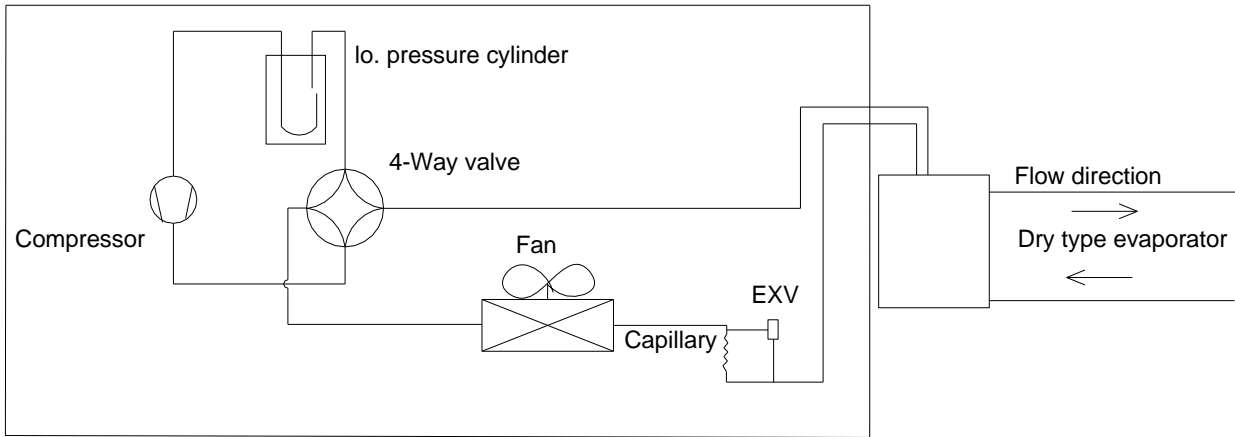 lo. pressure cylinder
4-Way valve
Flow direction
Compressor
Fan
Dry type evaporator
EXV
Capillary